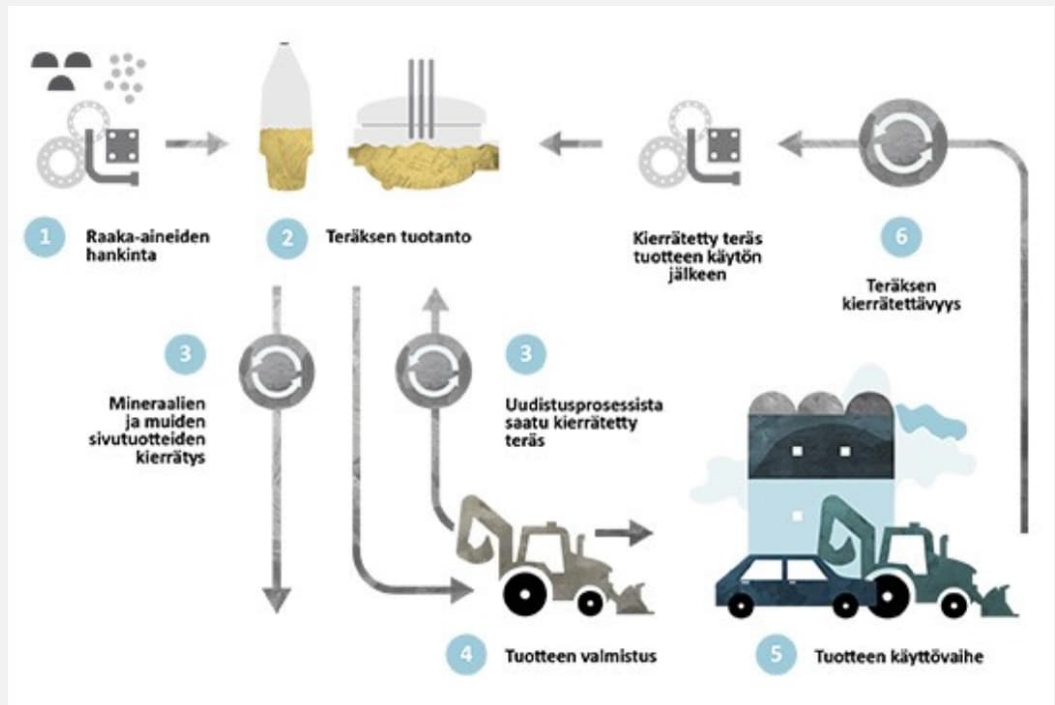 1
Raaka-aineiden
hankinta
2
Teräksen tuotanto
Kierrätetty teräs
tuotteen käytön
jälkeen
6
Teräksen
kierrätettävyys
3
Mineraalien
ja muiden
sivutuotteiden
kierrätys
3
Uudistusprosessista
saatu kierrätetty
teräs
4
Tuotteen valmistus
5
Tuotteen käyttövaihe